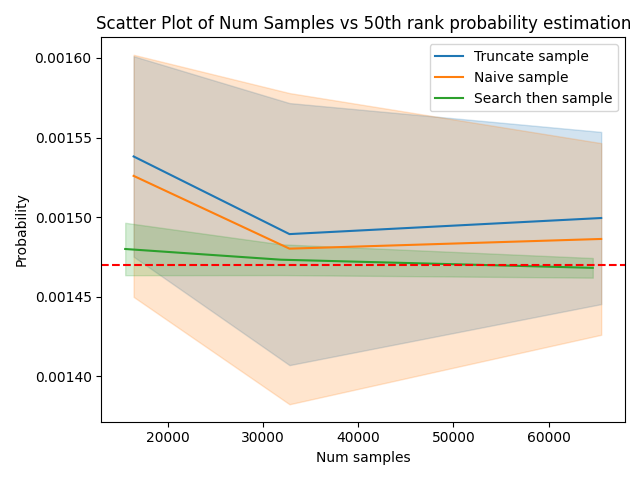 Scatter Plot of Num Samples vs 50th rank probability estimation
Truncate sample
Naive sample
Search then sample
Probability
0.00160
0.00155
0.00150
0.00145
0.00140
20000 30000 40000 50000 60000
Num samples